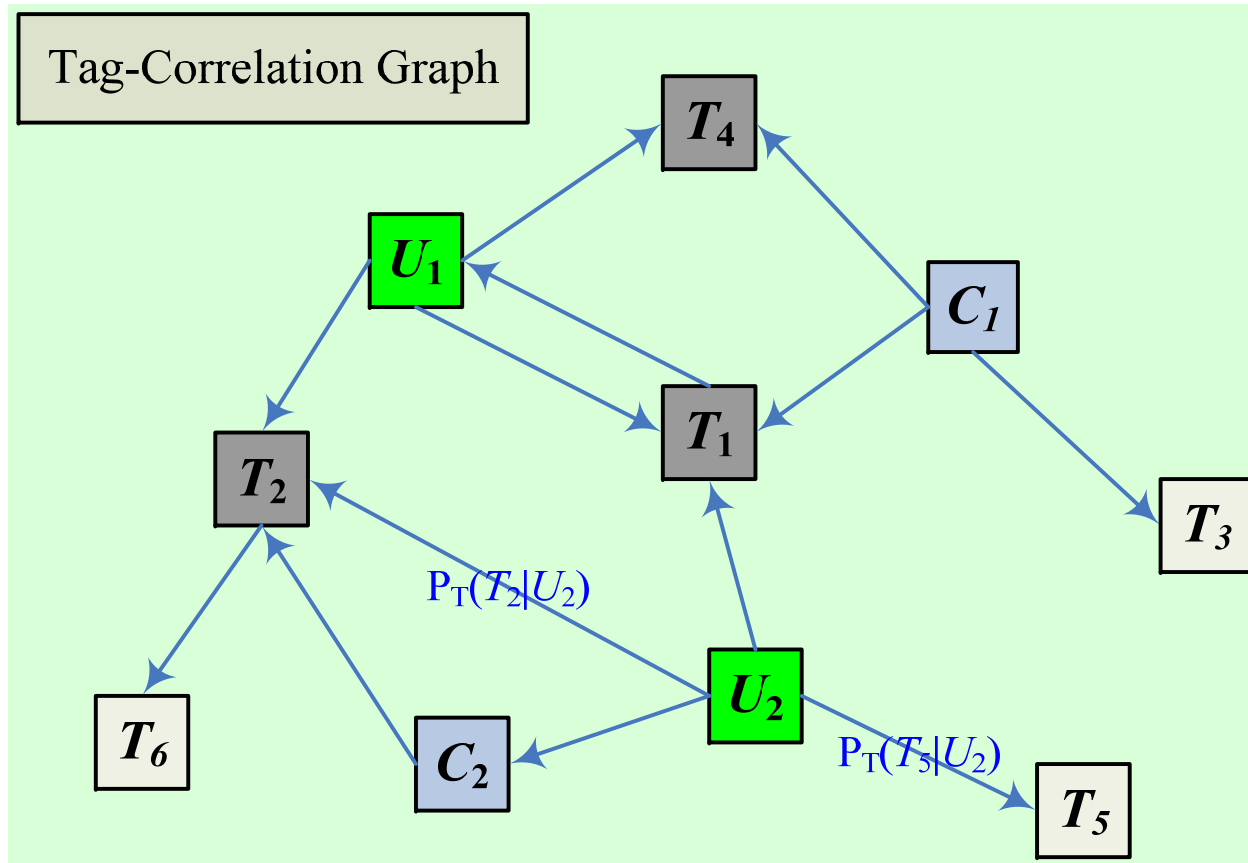 Tag-Correlation Graph
T4
U1
C1
T1
T2
T3
PT(T2|U2)
U2
T6
C2
PT(T5|U2)
T5